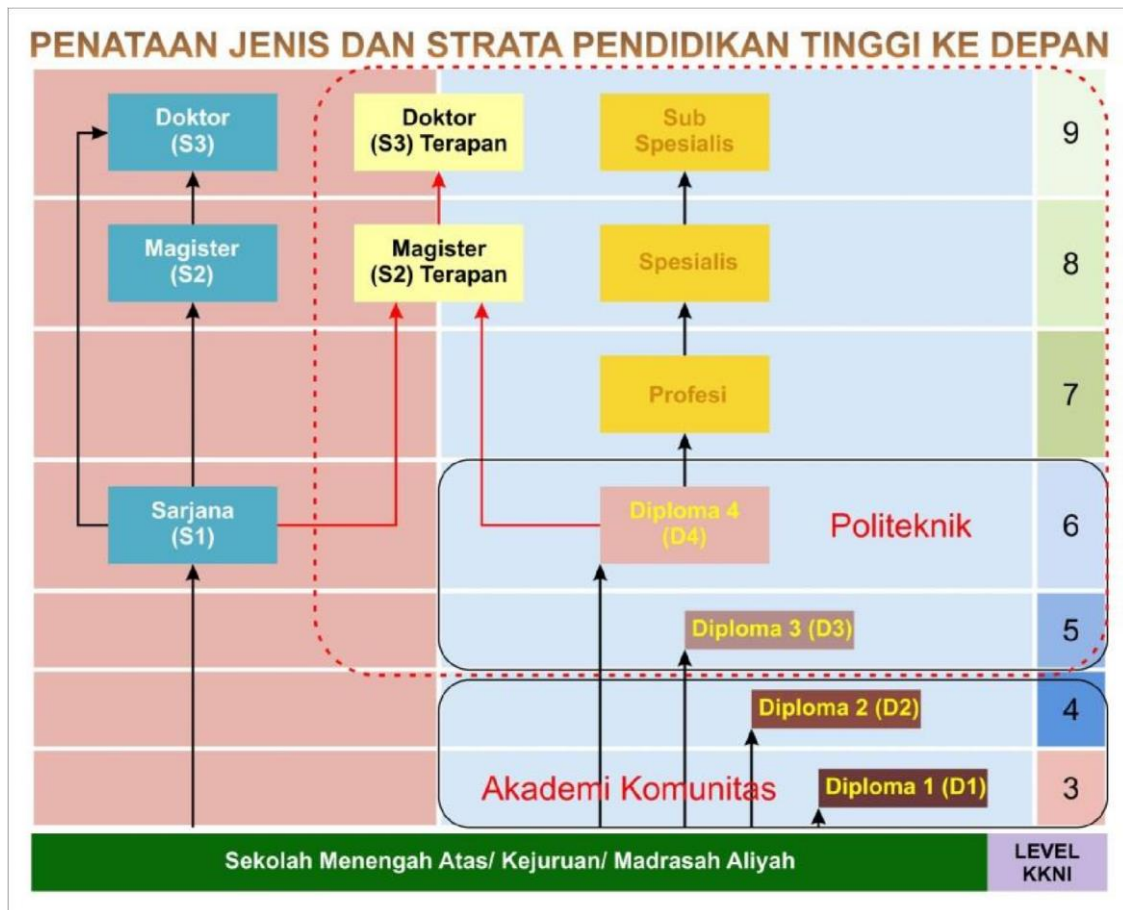 PENATAAN JENIS DAN STRATA PENDIDIKAN TINGGI KE DEPAN
Doktor
(S3)
Doktor
(S3) Terapan
Sub
Spesialis
9
Magister
(S2)
Magister
(S2) Terapan
Spesialis
8
Profesi
7
Sarjana
(S1)
Diploma 4
(D4)
Politeknik
6
Diploma 3 (D3)
5
Diploma 2 (D2)
4
Akademi Komunitas
Diploma 1 (D1)
3
Sekolah Menengah Atas/ Kejuruan/ Madrasah Aliyah
LEVEL
KKNI